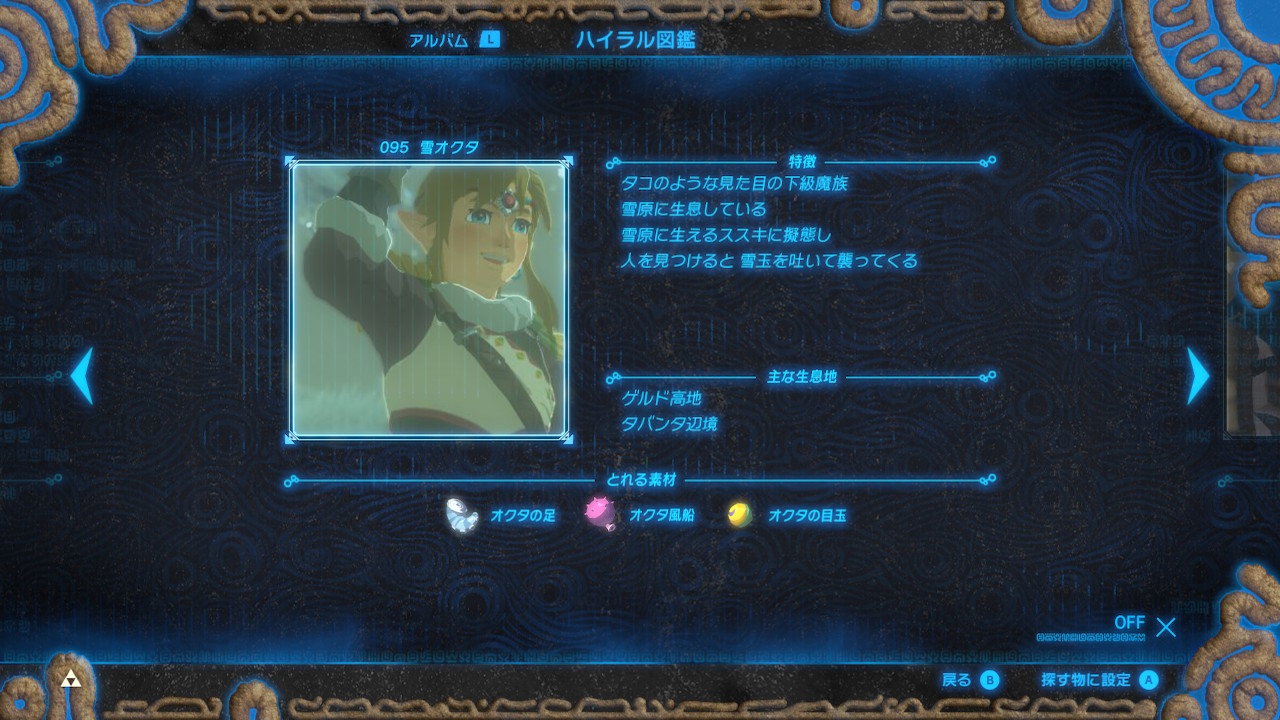 アルバム L
ハイラル図鑑
095 雪オクタ
特徴
タコのような見た目の下級魔族
雪原に生息している
雪原に生えるススキに擬態し
人を見つけると 雪玉を吐いて襲ってくる
主な生息地
ゲルド高地
タバンタ辺境
とれる素材
オクタの足
オクタ風船
オクタの目玉
OFF
戻る B
探す物に設定 A